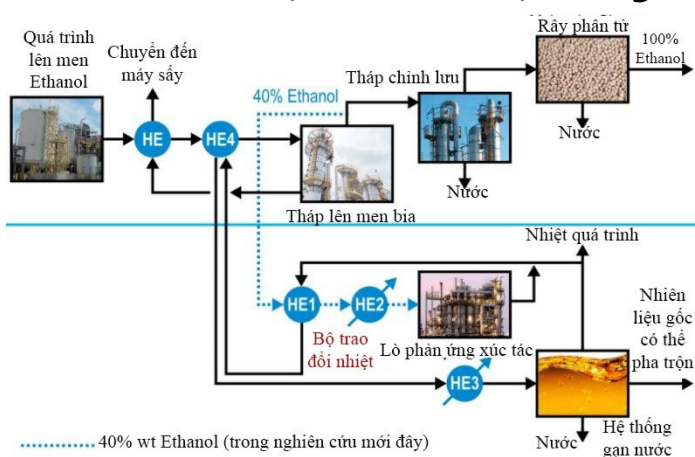 Quá trình
lên men
Ethanol
Chuyển đến
máy sấy
HE
HE4
40% Ethanol
Tháp chỉnh lưu
Rây phân tử
100%
Ethanol
Nước
Nước
Tháp lên men bia
Nhiệt quá trình
HE1
HE2
Bộ trao
đổi nhiệt
Lò phản ứng xúc tác
Nhiên
liệu gốc
có thể
pha trộn
HE3
Nước
Hệ thống
gạn nước
40% wt Ethanol (trong nghiên cứu mới đây)